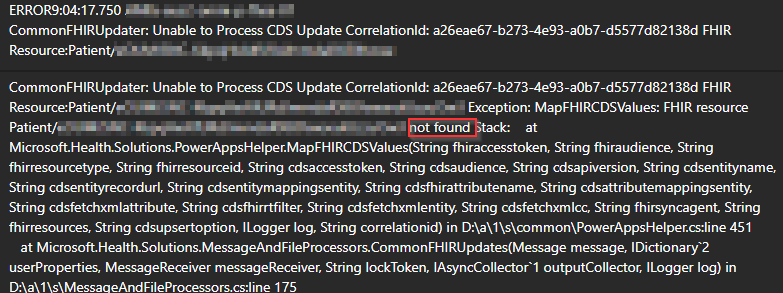 ERROR9:04:17.750
CommonFHIRUpdater: Unable to Process CDS Update CorrelationId: a26eae67-b273-4e93-a0b7-d5577d82138d FHIR
Resource:Patient/
CommonFHIRUpdater: Unable to Process CDS Update CorrelationId: a26eae67-b273-4e93-a0b7-d5577d82138d FHIR
Resource:Patient/ Exception: MapFHIRCDSValues: FHIR resource
Patient/ not found Stack: at
Microsoft.Health.Solutions.PowerAppsHelper.MapFHIRCDSValues(String fhiraccesstoken, String fhiraudience, String
fhirresourcetype, String fhirresourceid, String cdsaccesstoken, String cdsaudience, String cdsapiversion, String cdsentityname,
String cdsentityrecordurl, String cdsentitymappingsentity, String cdsfhirattributename, String cdsattributemappingsentity,
String cdsfetchxmlattribute, String cdsfhirrtfilter, String cdsfetchxmlentity, String cdsfetchxmlcc, String fhirsyncagent, String
fhirresources, String cdsupsertoption, ILogger log, String correlationid) in D:\a\1\s\common\PowerAppsHelper.cs:line 451
at Microsoft.Health.Solutions.MessageAndFileProcessors.CommonFHIRUpdates(Message message, IDictionary`2
userProperties, MessageReceiver messageReceiver, String lockToken, IAsyncCollector`1 outputCollector, ILogger log) in
D:\a\1\s\MessageAndFileProcessors.cs:line 175